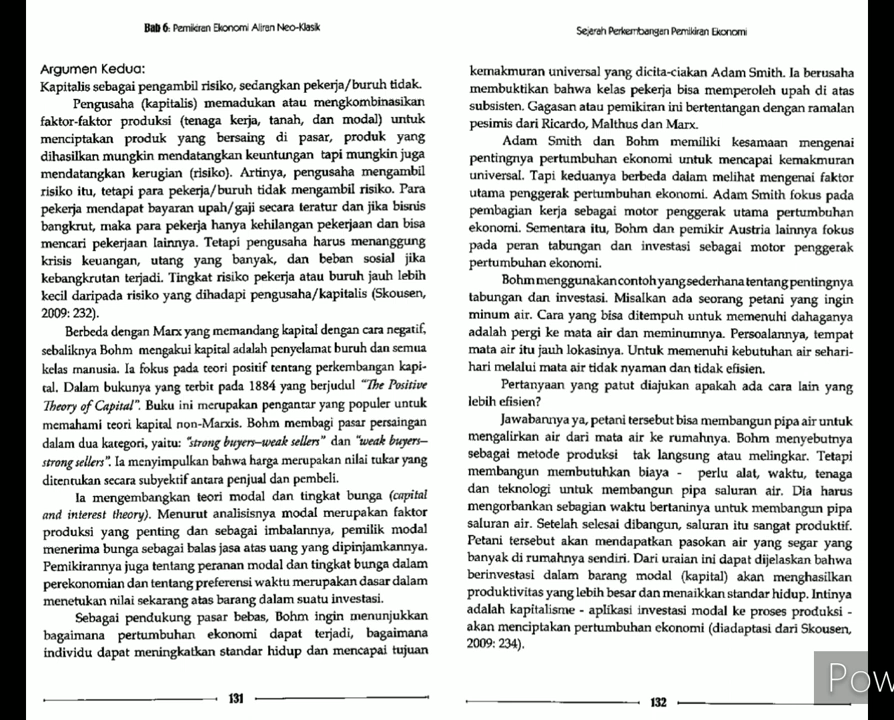 Bab 6: Pemikiran Ekonomi Aliran Neo-Klasik
Argumen Kedua:
Kapitalis sebagai pengambil risiko, sedangkan pekerja/buruh tidak.
Pengusaha (kapitalis) memadukan atau mengkombinasikan
faktor-faktor produksi (tenaga kerja, tanah, dan modal) untuk
menciptakan produk yang bersaing di pasar, produk yang
dihasilkan mungkin mendatangkan keuntungan tapi mungkin juga
mendatangkan kerugian (risiko). Artinya, pengusaha mengambil
risiko itu, tetapi para pekerja/buruh tidak mengambil risiko. Para
pekerja mendapat bayaran upah/gaji secara teratur dan jika bisnis
bangkrut, maka para pekerja hanya kehilangan pekerjaan dan bisa
mencari pekerjaan lainnya. Tetapi pengusaha harus menanggung
krisis keuangan, utang yang banyak, dan beban sosial jika
kebangkrutan terjadi. Tingkat risiko pekerja atau buruh jauh lebih
kecil daripada risiko yang dihadapi pengusaha/kapitalis (Skousen,
2009: 232).
Berbeda dengan Marx yang memandang kapital dengan cara negatif,
sebaliknya Bohm mengakui kapital adalah penyelamat buruh dan semua
kelas manusia. Ia fokus pada teori positif tentang perkembangan kapi-
tal. Dalam bukunya yang terbit pada 1884 yang berjudul "The Positive
Theory of Capital". Buku ini merupakan pengantar yang populer untuk
memahami teori kapital non-Marxis. Bohm membagi pasar persaingan
dalam dua kategori, yaitu: "strong buyers–weak sellers" dan "weak buyers–
strong sellers". Ia menyimpulkan bahwa harga merupakan nilai tukar yang
ditentukan secara subyektif antara penjual dan pembeli.
Ia mengembangkan teori modal dan tingkat bunga (capital
and interest theory). Menurut analisisnya modal merupakan faktor
produksi yang penting dan sebagai imbalannya, pemilik modal
menerima bunga sebagai balas jasa atas uang yang dipinjamkannya.
Pemikirannya juga tentang peranan modal dan tingkat bunga dalam
perekonomian dan tentang preferensi waktu merupakan dasar dalam
menetukan nilai sekarang atas barang dalam suatu investasi.
Sebagai pendukung pasar bebas, Bohm ingin menunjukkan
bagaimana pertumbuhan ekonomi dapat terjadi, bagaimana
individu dapat meningkatkan standar hidup dan mencapai tujuan
131
Sejarah Perkembangan Pemikiran Ekonomi
kemakmuran universal yang dicita-ciakan Adam Smith. Ia berusaha
membuktikan bahwa kelas pekerja bisa memperoleh upah di atas
subsisten. Gagasan atau pemikiran ini bertentangan dengan ramalan
pesimis dari Ricardo, Malthus dan Marx.
Adam Smith dan Bohm memiliki kesamaan mengenai
pentingnya pertumbuhan ekonomi untuk mencapai kemakmuran
universal. Tapi keduanya berbeda dalam melihat mengenai faktor
utama penggerak pertumbuhan ekonomi. Adam Smith fokus pada
pembagian kerja sebagai motor penggerak utama pertumbuhan
ekonomi. Sementara itu, Bohm dan pemikir Austria lainnya fokus
pada peran tabungan dan investasi sebagai motor penggerak
pertumbuhan ekonomi.
Bohm menggunakan contoh yang sederhana tentang pentingnya
tabungan dan investasi. Misalkan ada seorang petani yang ingin
minum air. Cara yang bisa ditempuh untuk memenuhi dahaganya
adalah pergi ke mata air dan meminumnya. Persoalannya, tempat
mata air itu jauh lokasinya. Untuk memenuhi kebutuhan air sehari-
hari melalui mata air tidak nyaman dan tidak efisien.
Pertanyaan yang patut diajukan apakah ada cara lain yang
lebih efisien?
Jawabannya ya, petani tersebut bisa membangun pipa air untuk
mengalirkan air dari mata air ke rumahnya. Bohm menyebutnya
sebagai metode produksi tak langsung atau melingkar. Tetapi
membangun membutuhkan biaya - perlu alat, waktu, tenaga
dan teknologi untuk membangun pipa saluran air. Dia harus
mengorbankan sebagian waktu bertaninya untuk membangun pipa
saluran air. Setelah selesai dibangun, saluran itu sangat produktif.
Petani tersebut akan mendapatkan pasokan air yang segar yang
banyak di rumahnya sendiri. Dari uraian ini dapat dijelaskan bahwa
berinvestasi dalam barang modal (kapital) akan menghasilkan
produktivitas yang lebih besar dan menaikkan standar hidup. Intinya
adalah kapitalisme - aplikasi investasi modal ke proses produksi -
akan menciptakan pertumbuhan ekonomi (diadaptasi dari Skousen,
2009: 234).
132
Pow